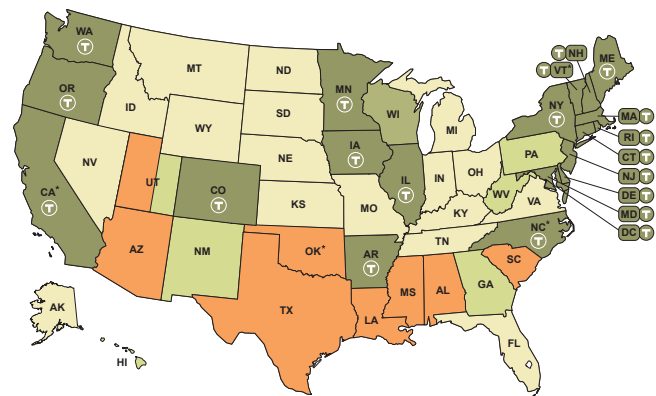 WA
T
OR
T
CA*
T
NV
ID
MT
WY
UT
AZ
CO
T
NM
ND
SD
NE
KS
OK*
TX
MN
T
IA
T
MO
AR
T
LA
WI
IL
T
MI
IN
OH
KY
TN
MS
AL
GA
FL
SC
NC*
T
VA
WV
PA
NY
T
T VT*
T NH
ME
T
MA T
RI T
CT T
NJ T
DE T
MD T
DC T
AK
HI